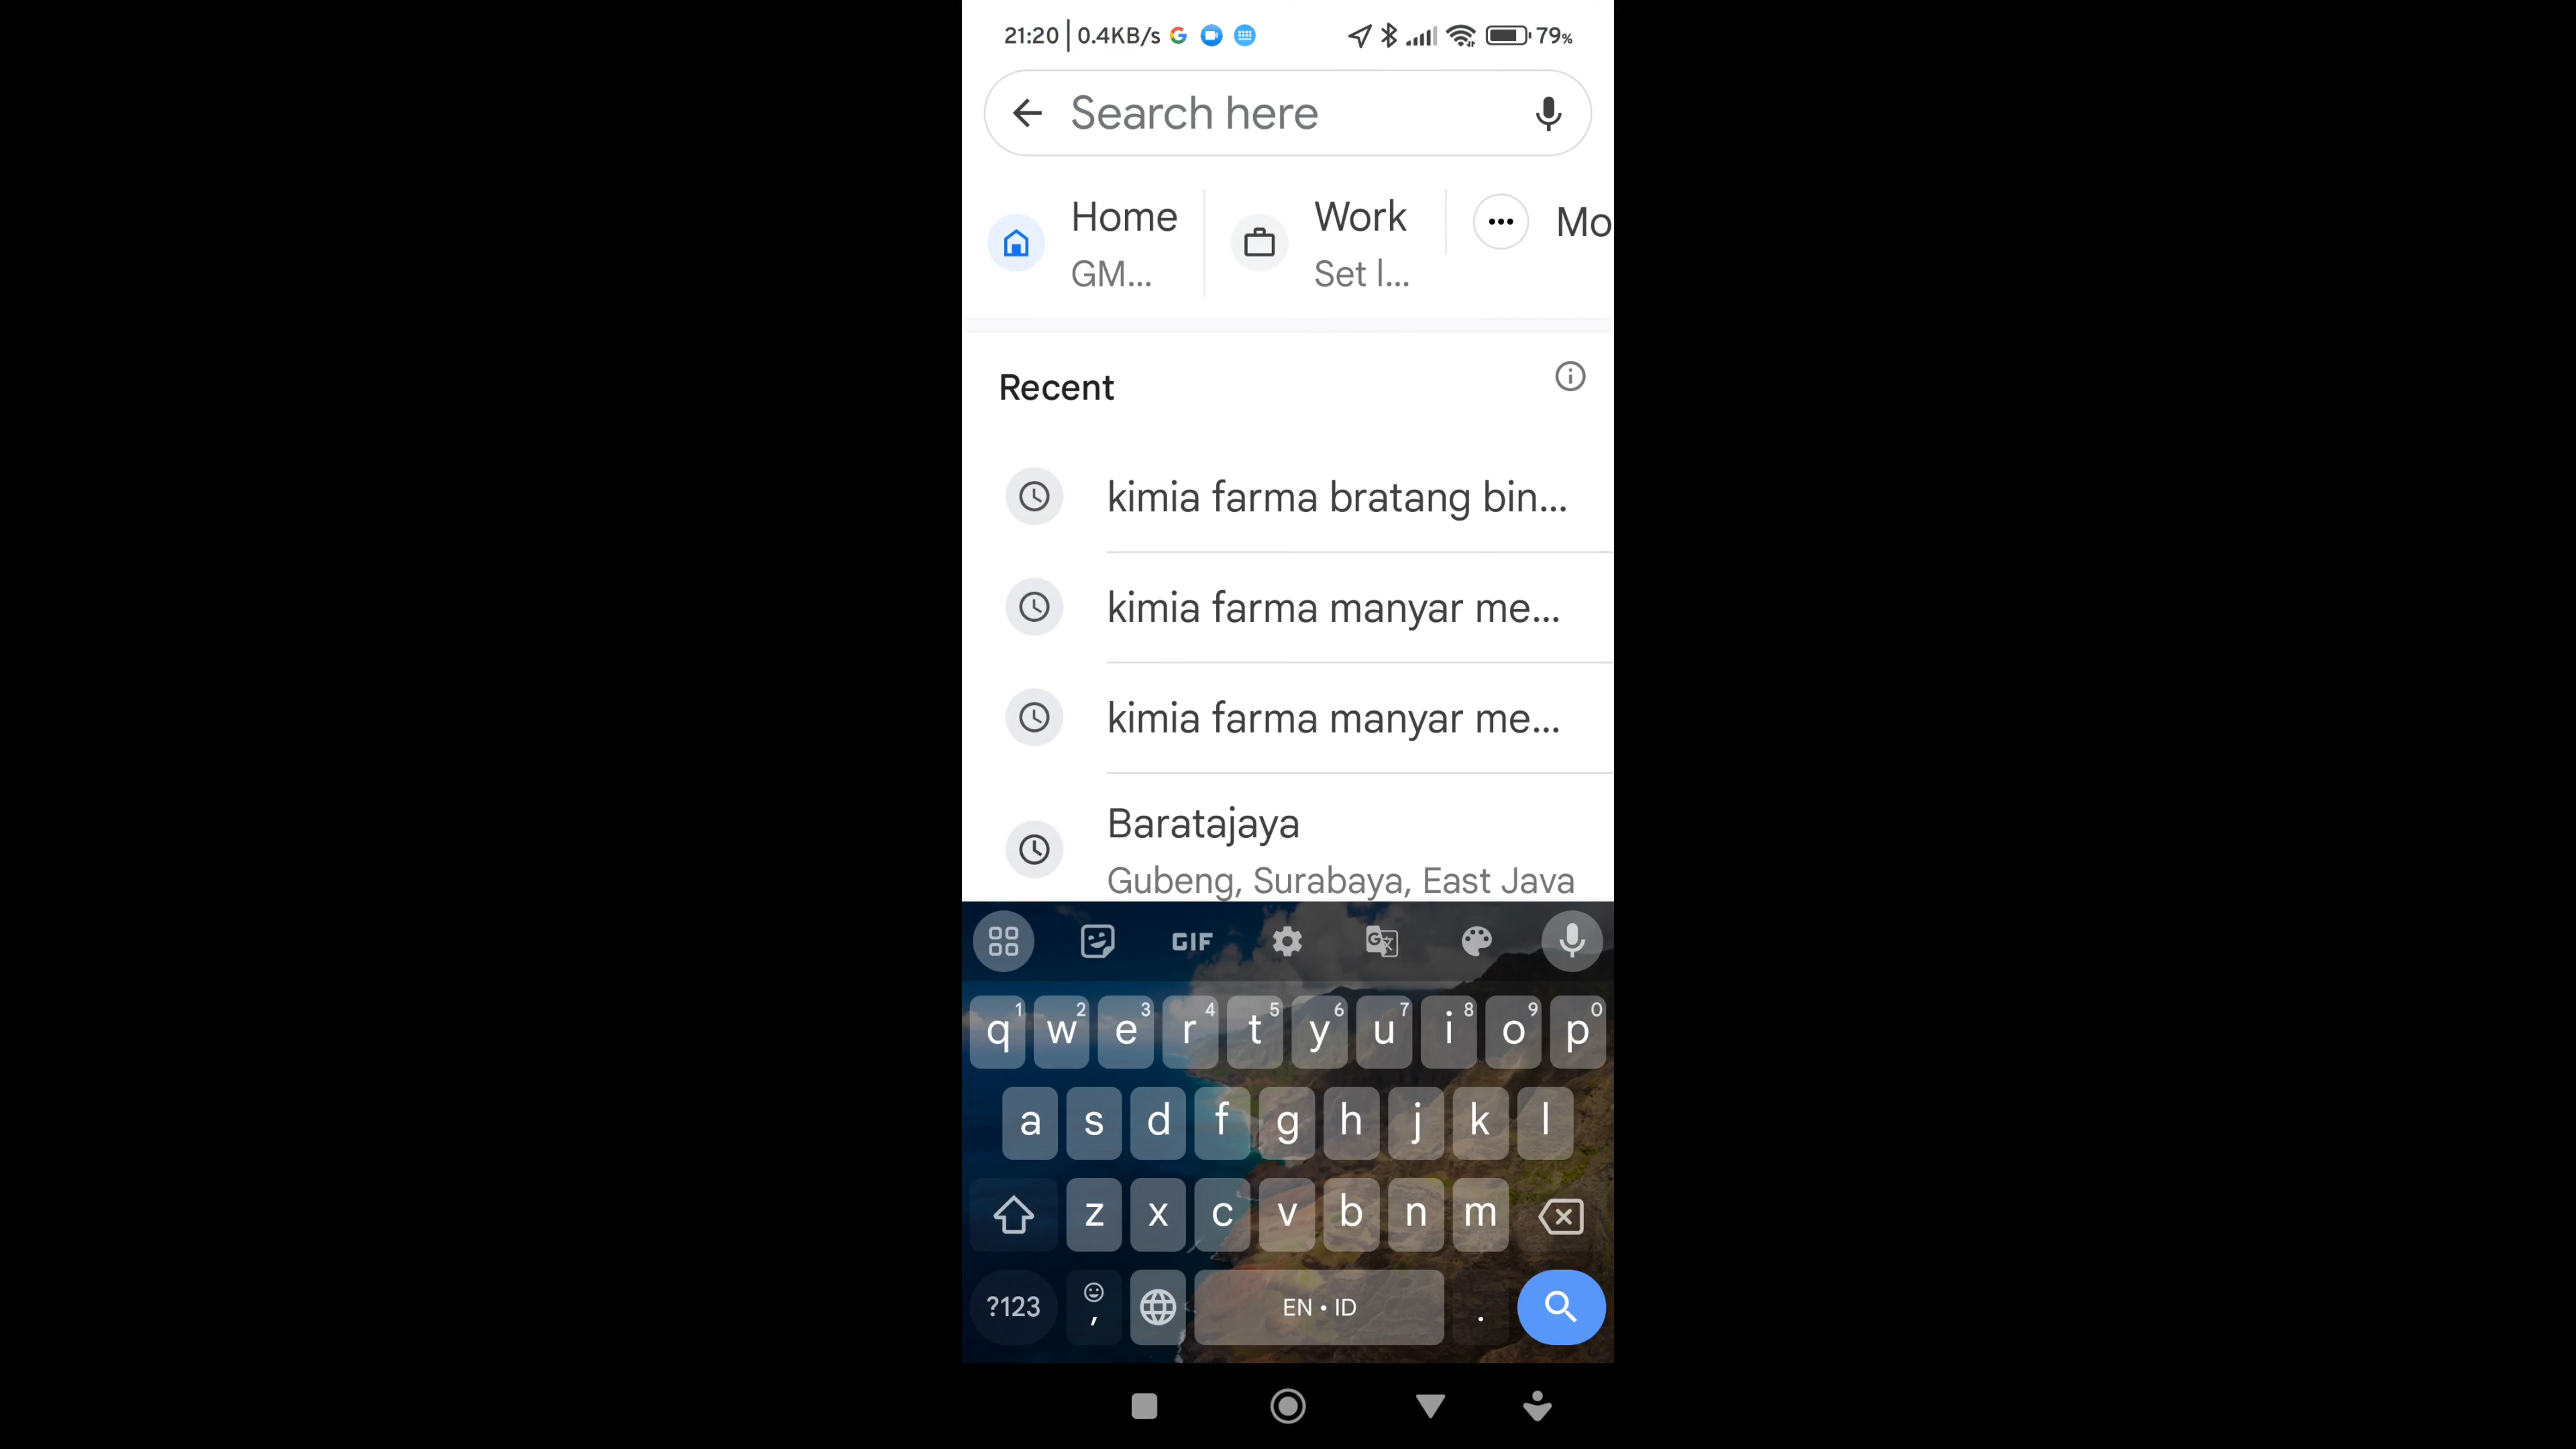 21:20 | 0.4KB/s 79%
Search here
Home Work Mo
GM... Set l...
Recent
kimia farma bratang bin...
kimia farma manyar me...
kimia farma manyar me...
Baratajaya
Gubeng, Surabaya, East Java
GIF
1 2 3 4 5 6 7 8 9 0
q w e r t y u i o p
a s d f g h j k l
z x c v b n m
?123 , EN • ID .